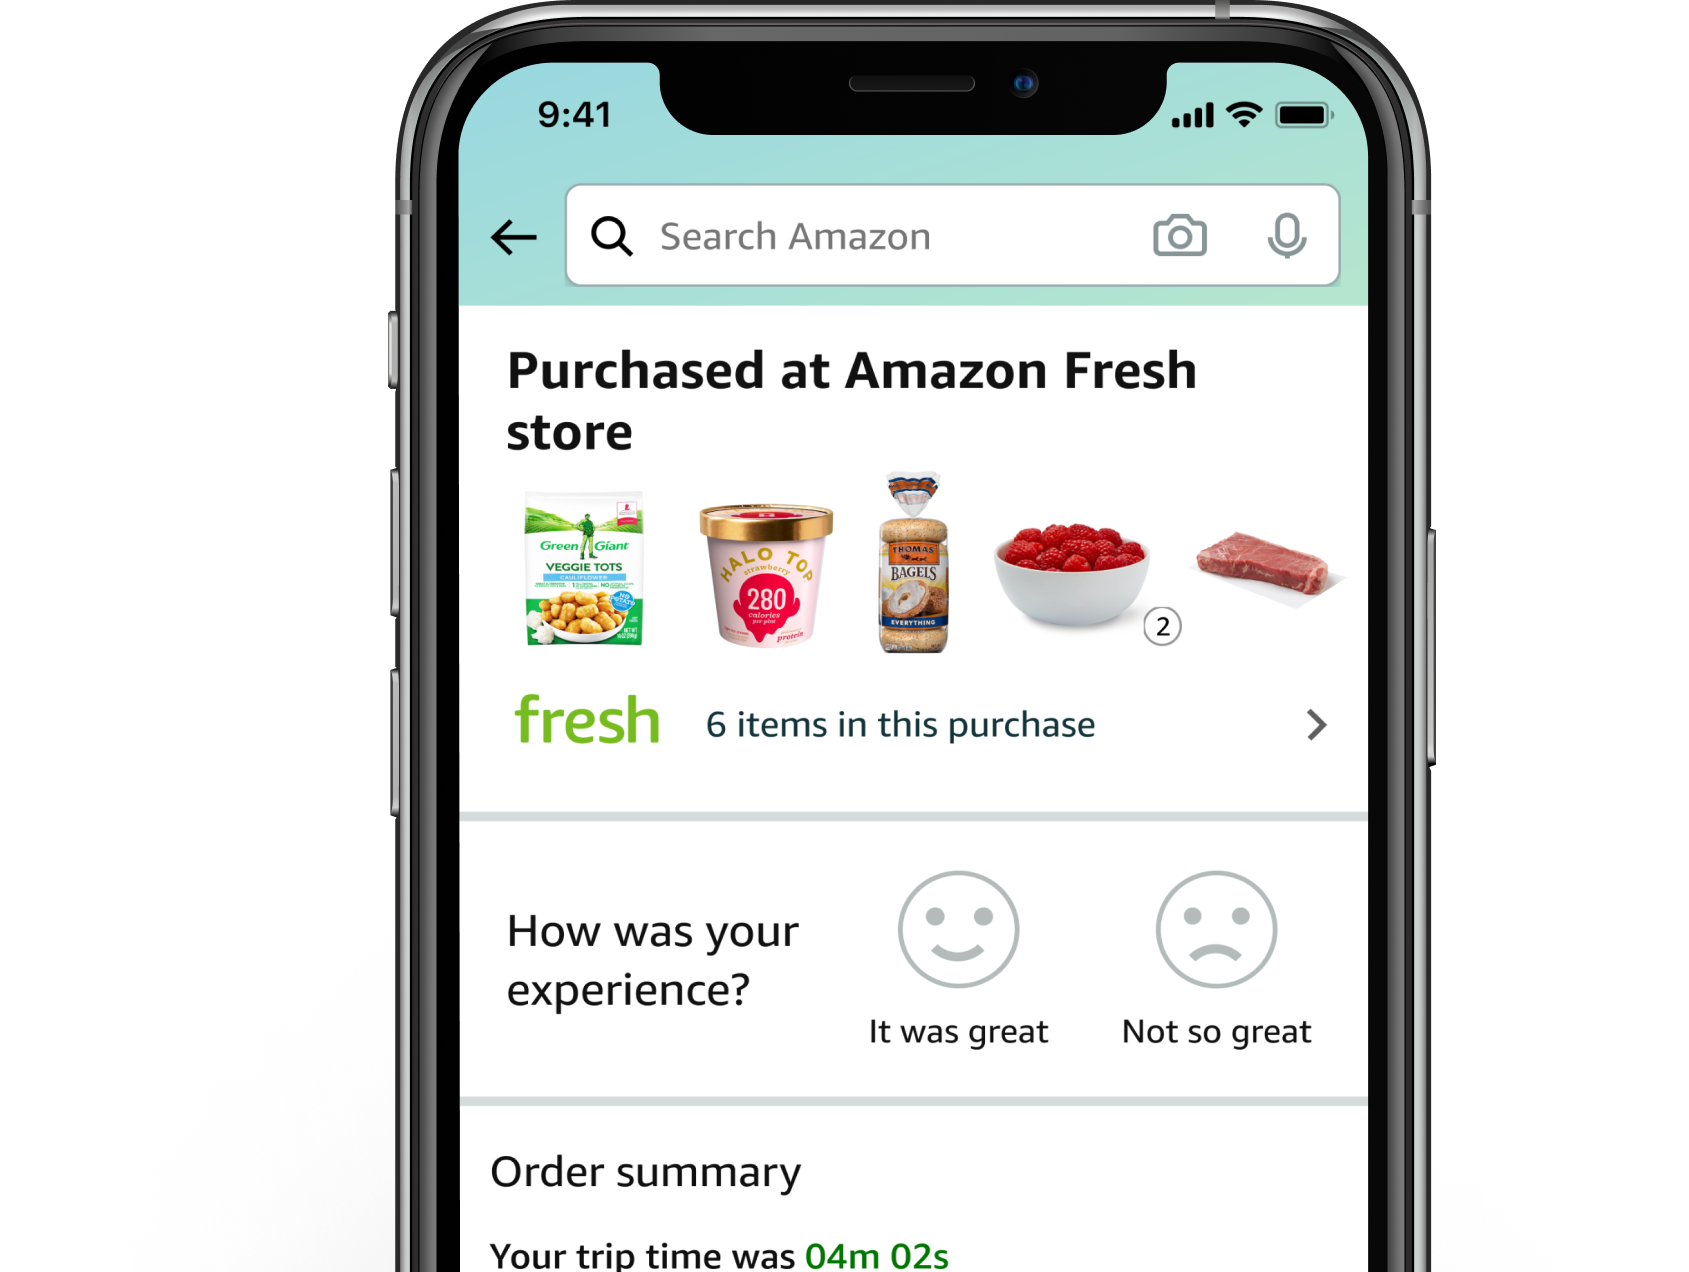 9:41
Search Amazon
Purchased at Amazon Fresh
store
Green Giant
VEGGIE TOTS
CAULIFLOWER
HALO TOP
strawberry
280
calories
per pint
protein
THOMAS
BAGELS
EVERYTHING
2
fresh
6 items in this purchase
How was your
experience?
It was great
Not so great
Order summary
Your trip time was 04m 02s